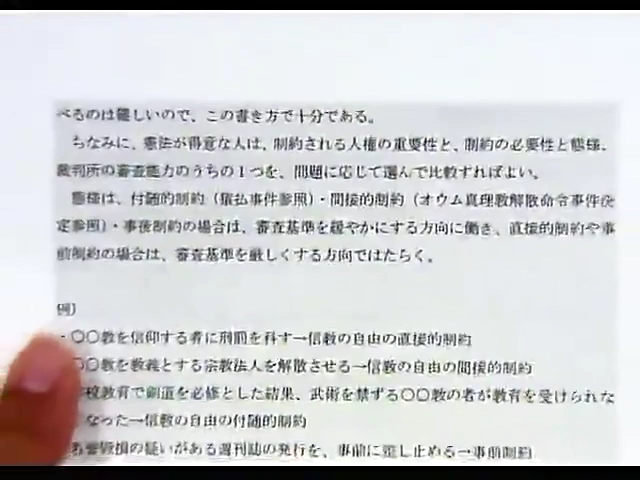 べるのは難しいので、この書き方で十分である。
ちなみに、憲法が得意な人は、制約される人権の重要性と、制約の必要性と態様、
裁判所の審査能力のうちの1つを、問題に応じて選んで比較すればよい。
態様は、付随的制約（猿払事件参照）・間接的制約（オウム真理教解散命令事件決
定参照）・事後制約の場合は、審査基準を緩やかにする方向に働き、直接的制約や事
前制約の場合は、審査基準を厳しくする方向ではたらく。
例）
・〇〇教を信仰する者に刑罰を科す→信教の自由の直接的制約
〇〇教を教義とする宗教法人を解散させる→信教の自由の間接的制約
校教育で剣道を必修とした結果、武術を禁ずる〇〇教の者が教育を受けられな
なった→信教の自由の付随的制約
名誉毀損の疑いがある週刊誌の発行を、事前に差し止める→事前制約